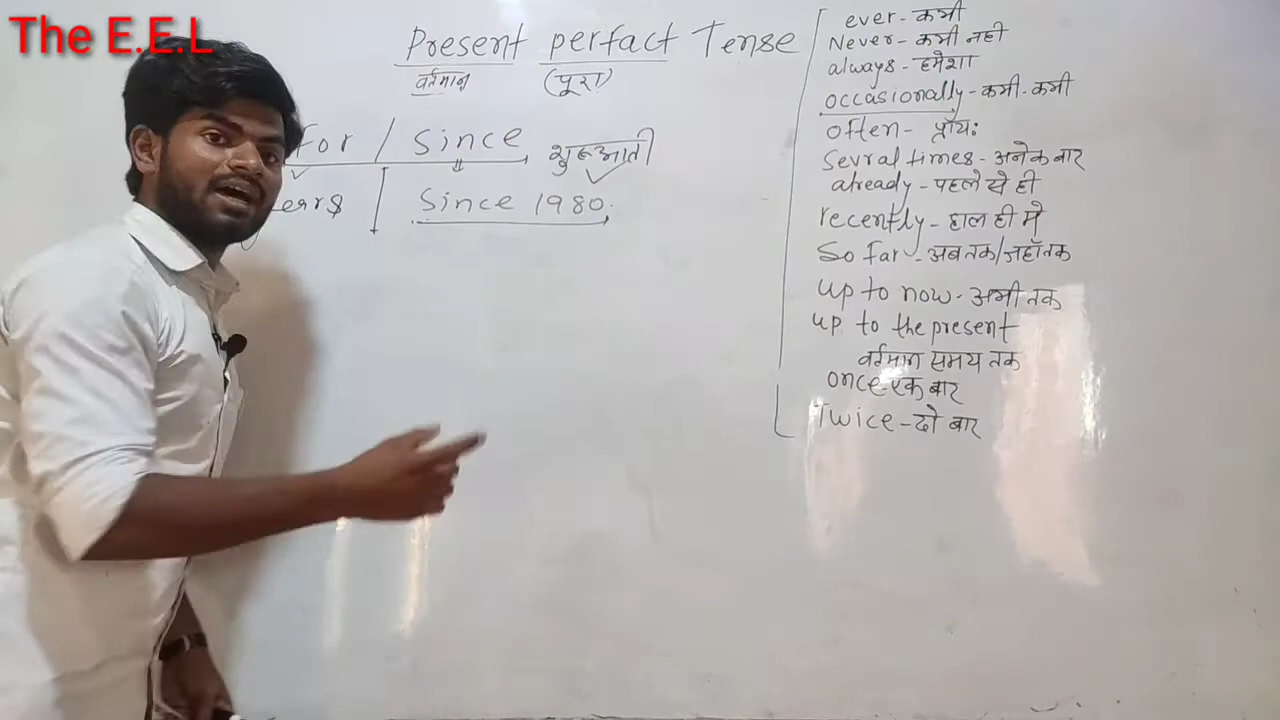 The E.E.L
Present perfact Tense
वर्तमान (पूरा)
For / Since शुरूआती
ears | Since 1980.
ever - कभी
Never - कभी नही
always - हमेशा
occasionally - कभी-कभी
often - प्रॉयः
Sevral times - अनेक बार
already - पहले से ही
recently - हाल ही मे
So far - अब तक/जहाँ तक
up to now - अभी तक
up to the present
वर्तमान समय तक
once - एक बार
Twice - दो बार